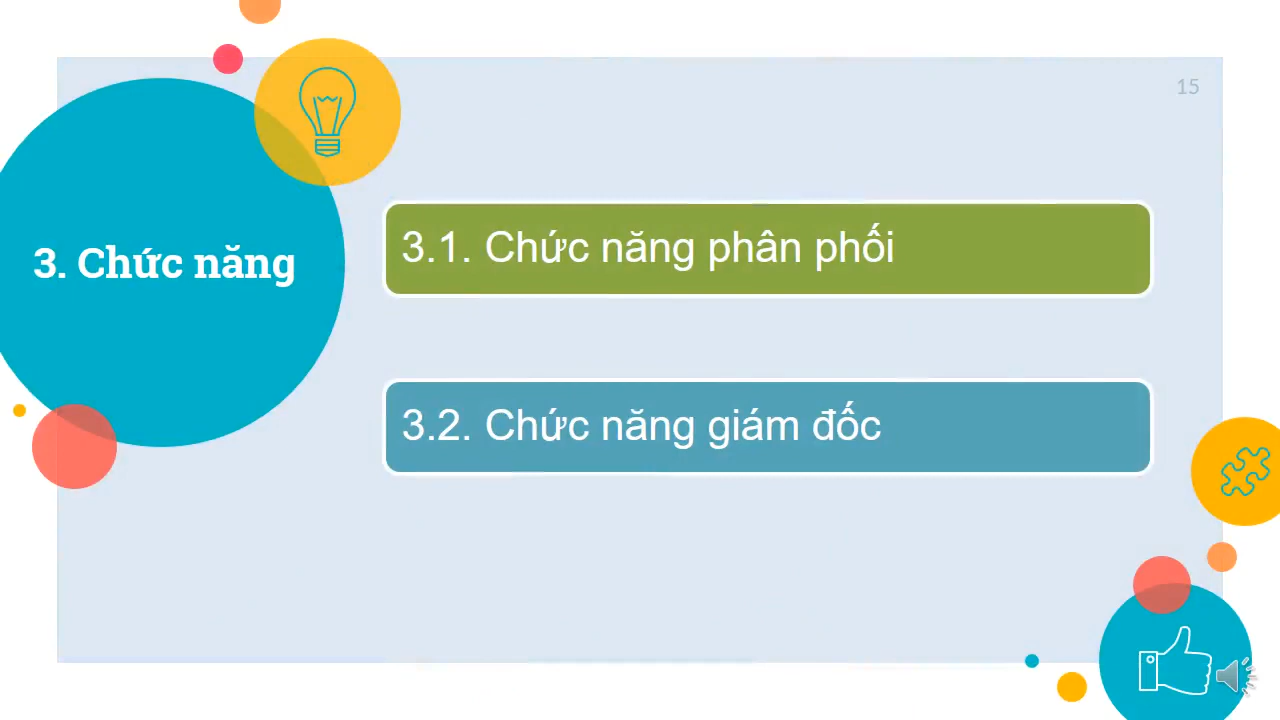 15
3. Chức năng
3.1. Chức năng phân phối
3.2. Chức năng giám đốc